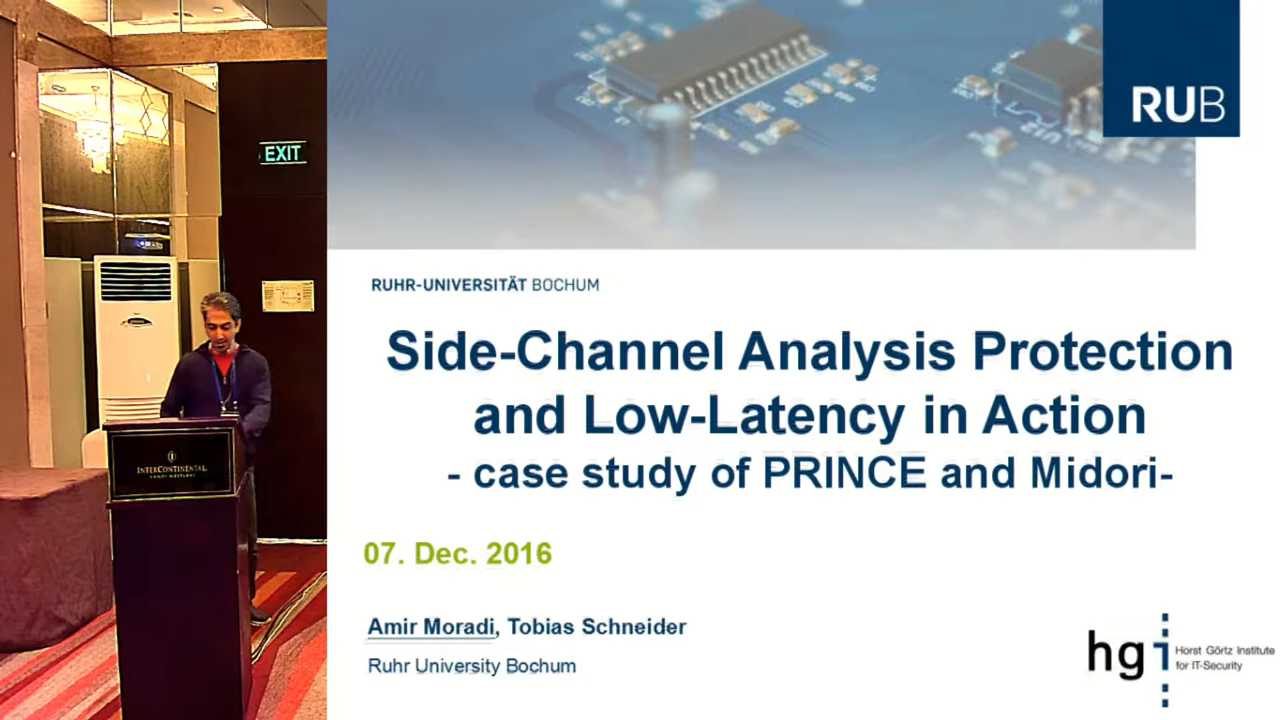 RUB
EXIT
RUHR-UNIVERSITÄT BOCHUM
Side-Channel Analysis Protection
and Low-Latency in Action
- case study of PRINCE and Midori-
INTERCONTINENTAL
07. Dec. 2016
Amir Moradi, Tobias Schneider
Ruhr University Bochum
hgi
Horst Görtz Institute
for IT-Security